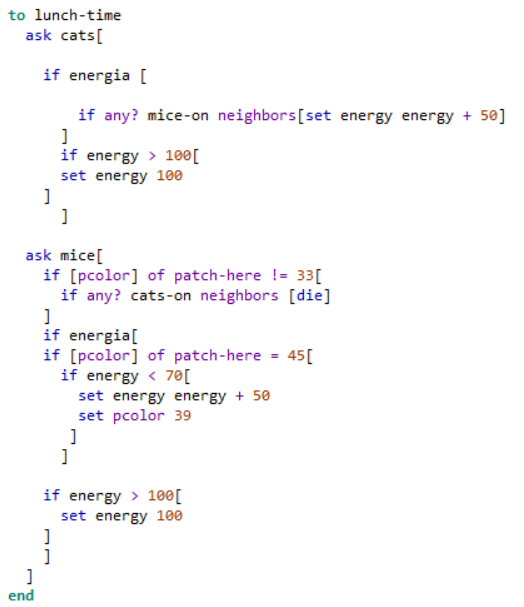 to lunch-time
  ask cats[
    if energia [
        if any? mice-on neighbors[set energy energy + 50]
      ]
      if energy > 100[
      set energy 100
    ]
      ]
  ask mice[
    if [pcolor] of patch-here != 33[
      if any? cats-on neighbors [die]
    ]
    if energia[
    if [pcolor] of patch-here = 45[
      if energy < 70[
        set energy energy + 50
        set pcolor 39
       ]
      ]
    if energy > 100[
      set energy 100
    ]
    ]
  ]
end